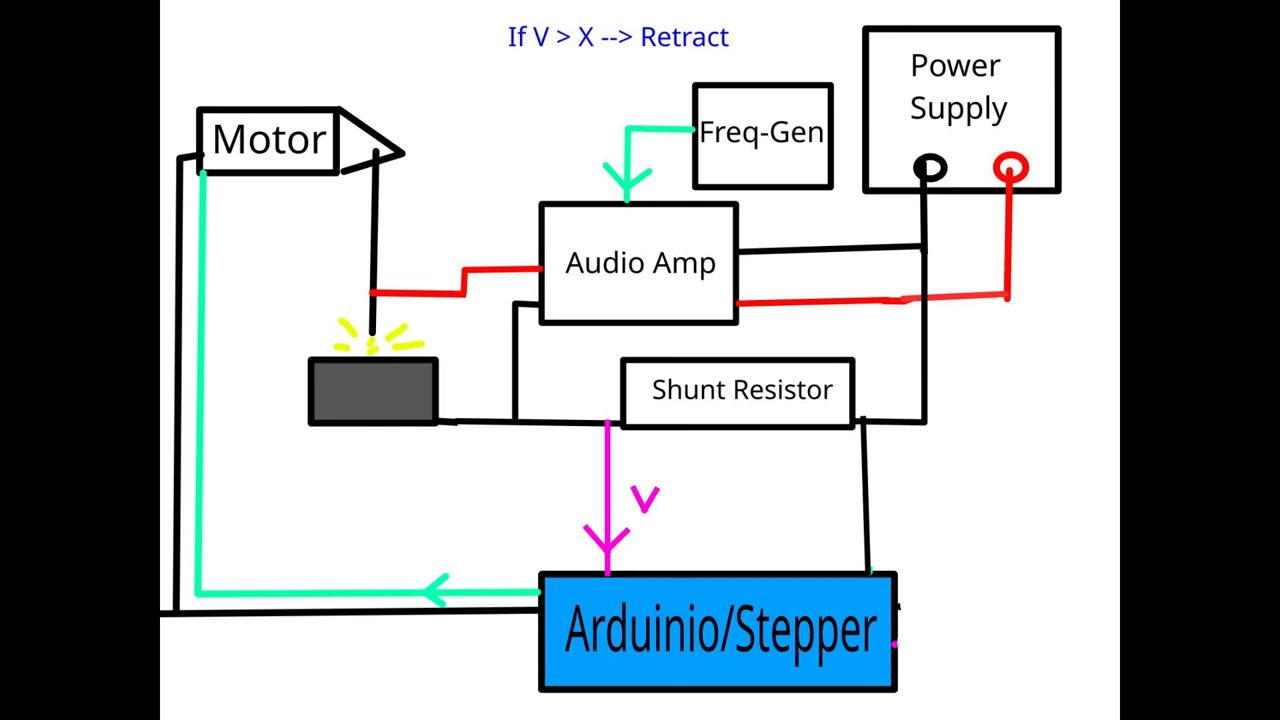 If V > X --> Retract
Power
Supply
Motor
Freq-Gen
Audio Amp
Shunt Resistor
V
Arduinio/Stepper